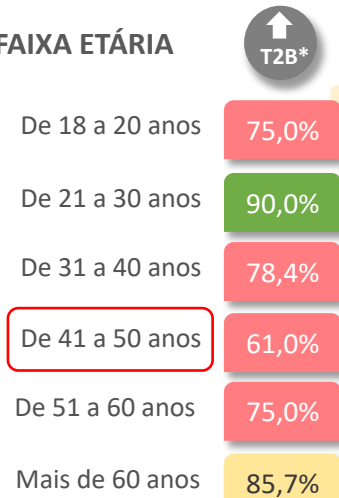 FAIXA ETÁRIA
T2B*
De 18 a 20 anos 75,0%
De 21 a 30 anos 90,0%
De 31 a 40 anos 78,4%
De 41 a 50 anos 61,0%
De 51 a 60 anos 75,0%
Mais de 60 anos 85,7%